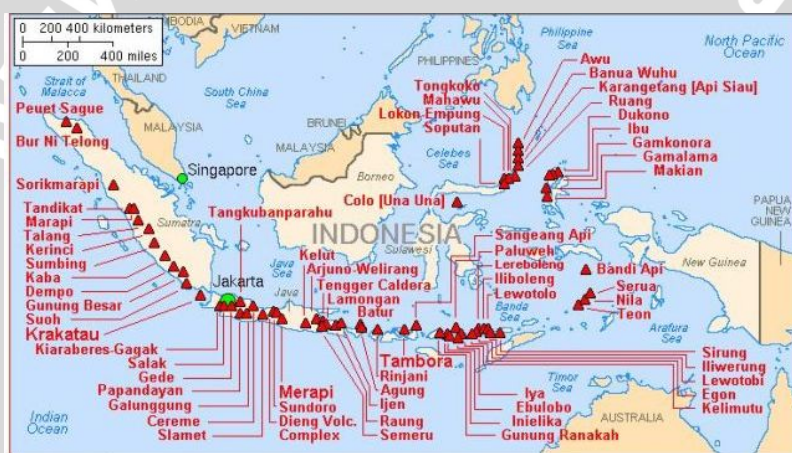 0 200 400 kilometers
0 200 400 miles
CAMBODIA
VIETNAM
THAILAND
Strait of
Malacca
South China
Sea
PHILIPPINES
Philippine
Sea
North Pacific
Ocean
MALAYSIA
BRUNEI
MALAYSIA
Singapore
Borneo
Celebes
Sea
Sumatra
INDONESIA
Sulawesi
Java
Sea
Jakarta
Java
Banda
Sea
New Guinea
PAPUA
NEW
GUINEA
Arafura
Sea
Timor
Sea
AUSTRALIA
Indian
Ocean
Peuet Sague
Bur Ni Telong
Sorikmarapi
Tandikat
Marapi
Talang
Kerinci
Sumbing
Kaba
Dempo
Gunung Besar
Suoh
Krakatau
Kiaraberes Gagak
Salak
Gede
Papandayan
Galunggung
Cereme
Slamet
Tangkubanparahu
Merapi
Sundoro
Dieng Volc.
Complex
Kelut
Arjuno-Welirang
Tengger Caldera
Lamongan
Batur
Tambora
Rinjani
Agung
Ijen
Raung
Semeru
Tongkoko
Mahawu
Lokon Empung
Soputan
Colo [Una Una]
Awu
Banua Wuhu
Karangetang [Api Siau]
Ruang
Dukono
Ibu
Gamkonora
Gamalama
Makian
Sangeang Api
Paluweh
Lereboleng
Iliboleng
Lewotolo
Bandi Api
Serua
Nila
Teon
Sirung
Iliwerung
Lewotobi
Egon
Kelimutu
Iya
Ebulobo
Inielika
Gunung Ranakah